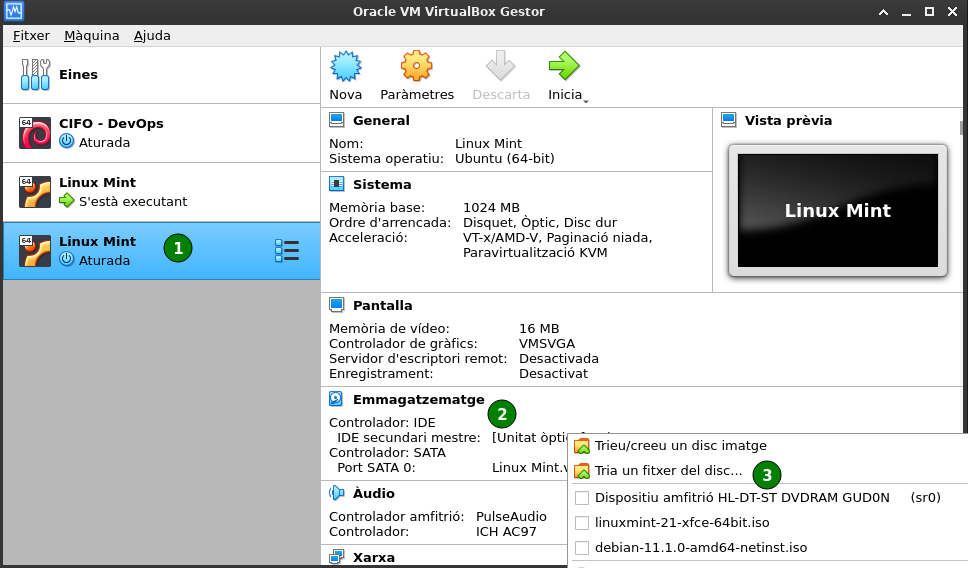 Oracle VM VirtualBox Gestor
Fitxer Màquina Ajuda
Eines
64
CIFO - DevOps
Aturada
64
Linux Mint
S'està executant
64
Linux Mint
Aturada
1
Nova Paràmetres Descarta Inicia
General
Nom: Linux Mint
Sistema operatiu: Ubuntu (64-bit)
Sistema
Memòria base: 1024 MB
Ordre d'arrencada: Disquet, Òptic, Disc dur
Acceleració: VT-x/AMD-V, Paginació niada,
Paravirtualització KVM
Vista prèvia
Linux Mint
Pantalla
Memòria de vídeo: 16 MB
Controlador de gràfics: VMSVGA
Servidor d'escriptori remot: Desactivada
Enregistrament: Desactivat
Emmagatzematge
2
Controlador: IDE
IDE secundari mestre: [Unitat
Controlador: SATA
Port SATA 0: Linux
Àudio
Controlador amfitrió: PulseAudio
Controlador: ICH AC97
Xarxa
Trieu/creeu un disc imatge
Tria un fitxer del disc...
3
Dispositiu amfitrió HL-DT-ST DVDRAM GUD0N (sr0)
linuxmint-21-xfce-64bit.iso
debian-11.1.0-amd64-netinst.iso